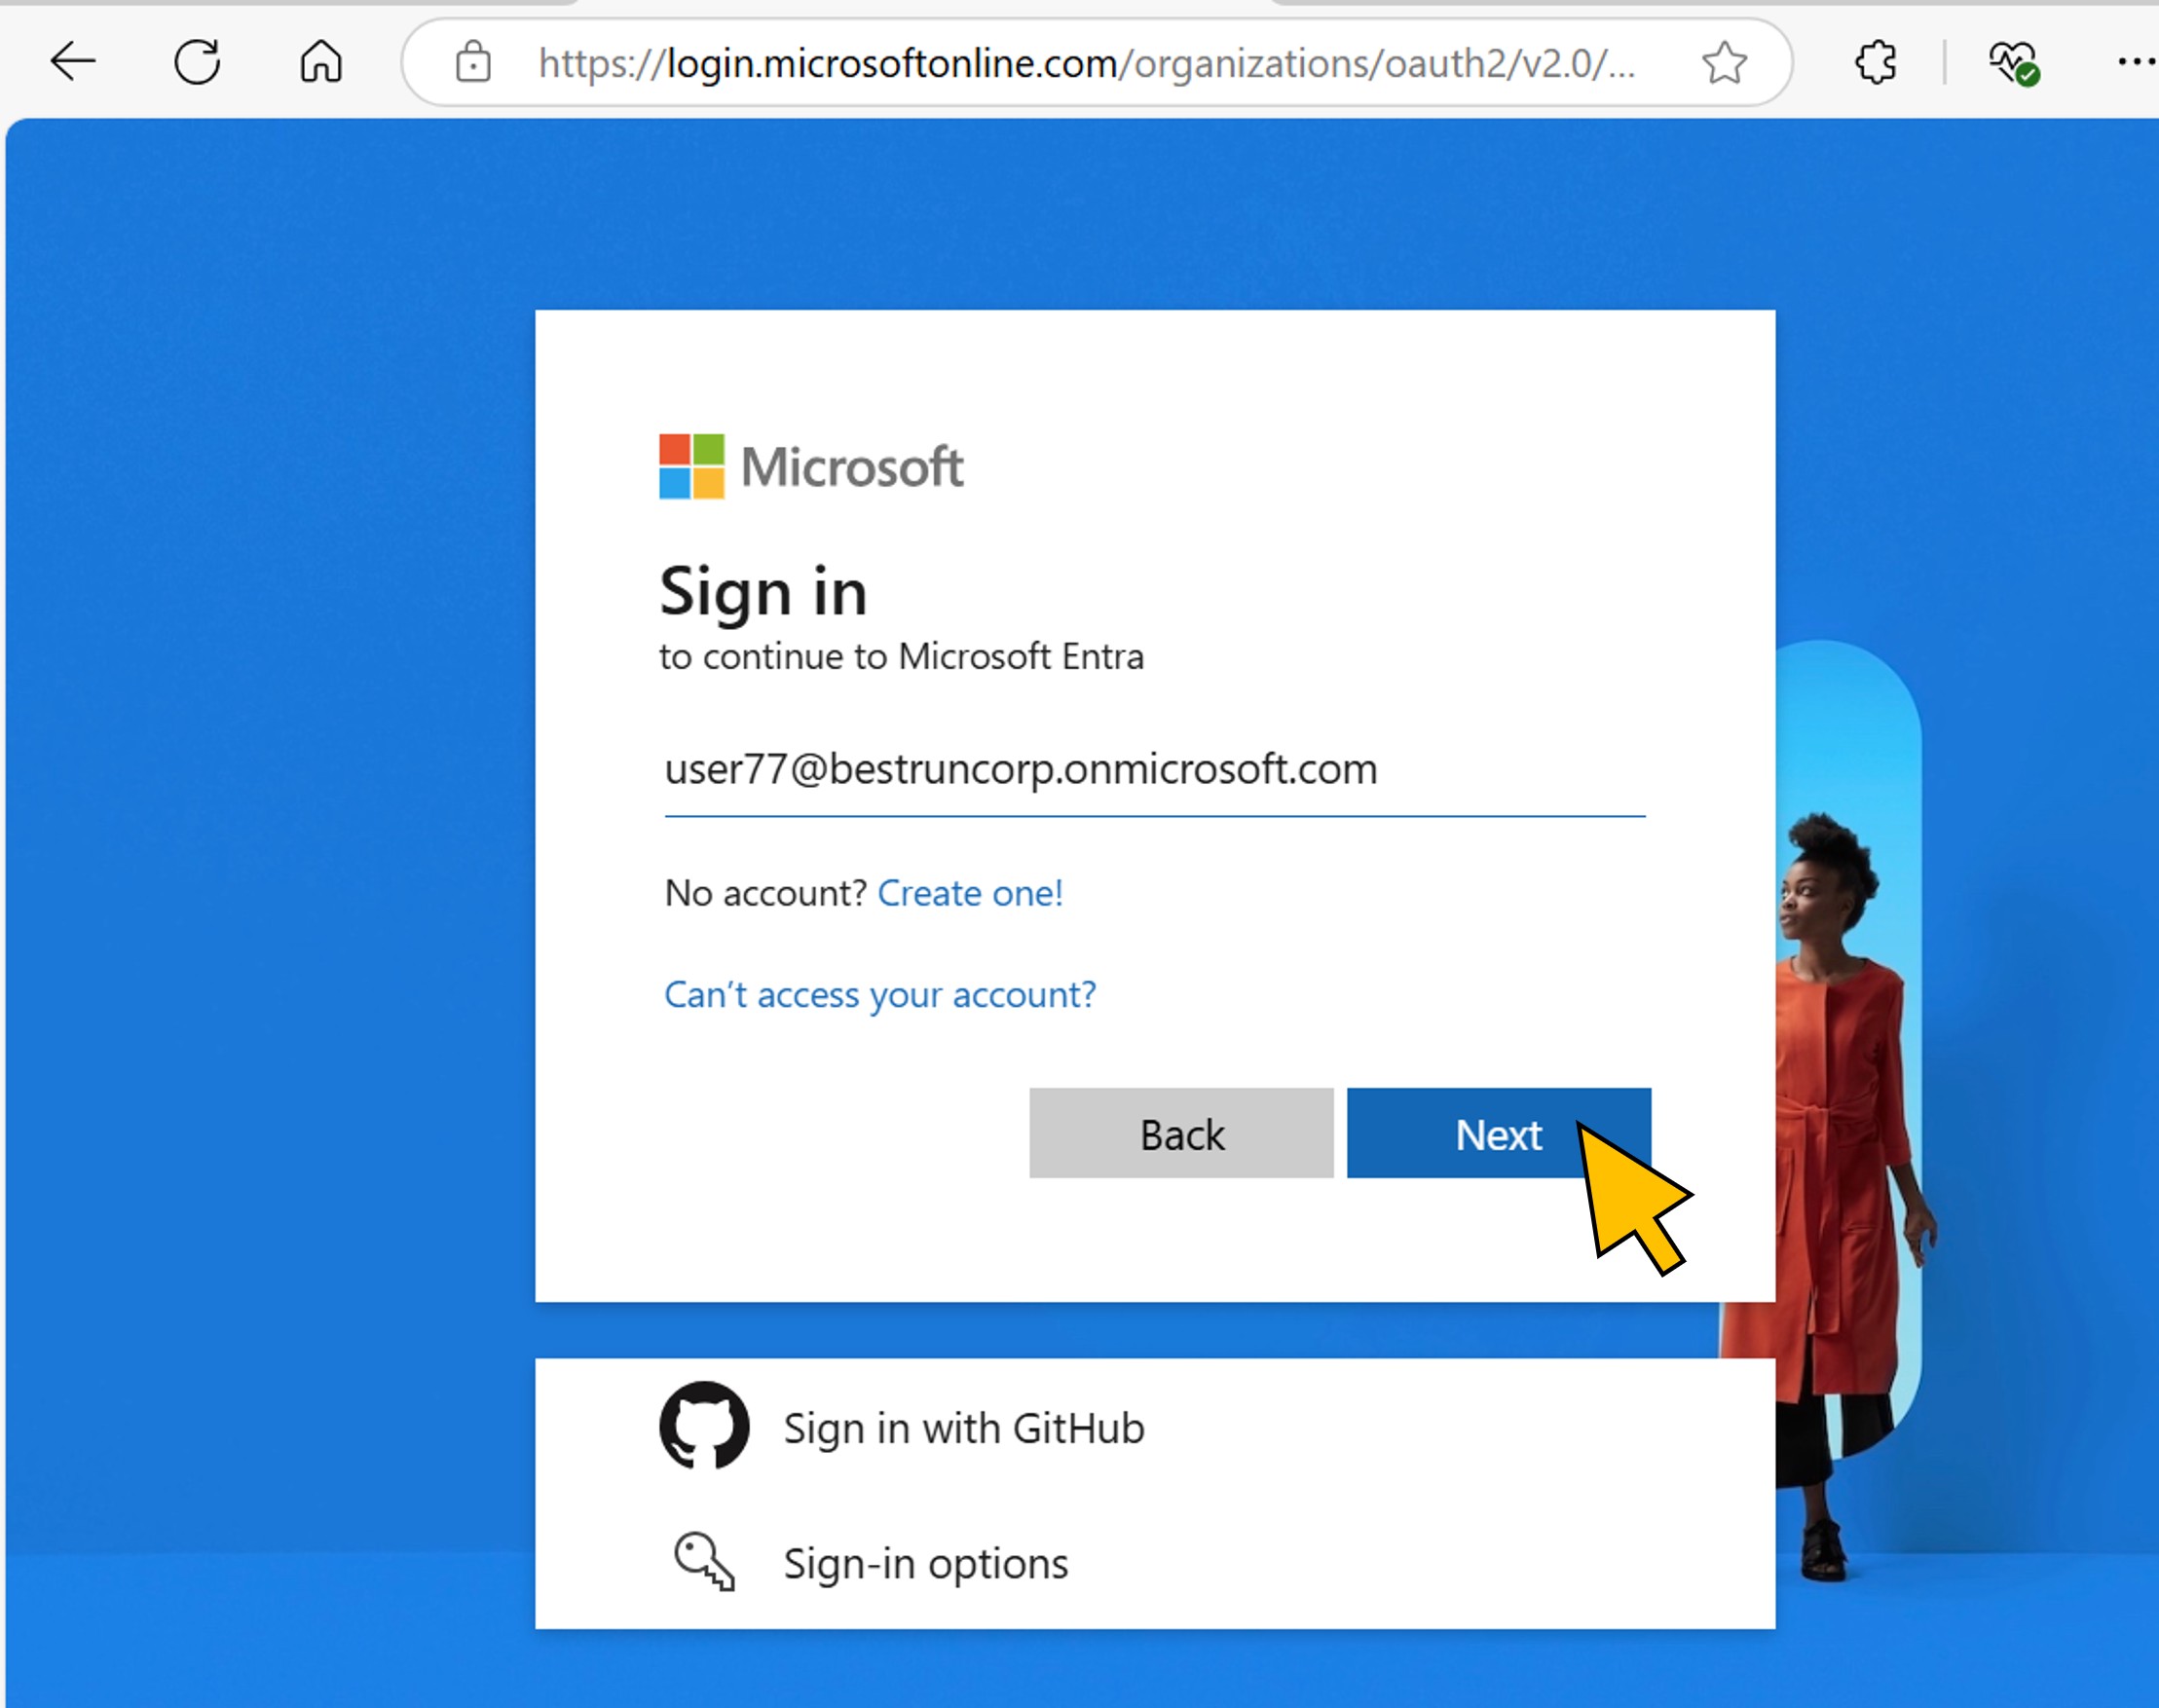 https://login.microsoftonline.com/organizations/oauth2/v2.0/...
Microsoft
Sign in
to continue to Microsoft Entra
user77@bestruncorp.onmicrosoft.com
No account? Create one!
Can’t access your account?
Back Next
Sign in with GitHub
Sign-in options